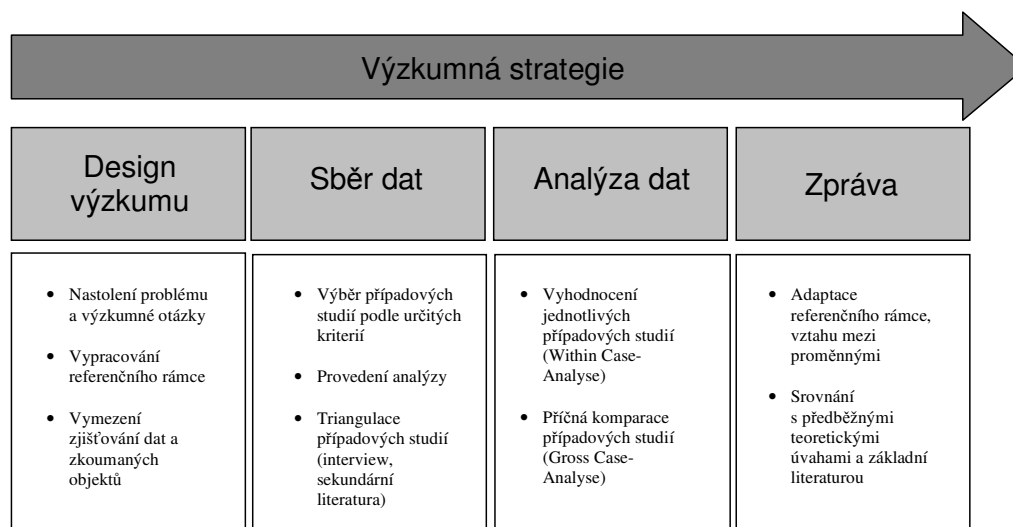 Výzkumná strategie
Design
výzkumu
Sběr dat
Analýza dat
Zpráva
• Nastolení problému
a výzkumné otázky
• Vypracování
referenčního rámce
• Vymezení
zjišťování dat a
zkoumaných
objektů
• Výběr případových
studií podle určitých
kriterií
• Provedení analýzy
• Triangulace
případových studií
(interview,
sekundární
literatura)
• Vyhodnocení
jednotlivých
případových studií
(Within Case-
Analyse)
• Příčná komparace
případových studií
(Gross Case-
Analyse)
• Adaptace
referenčního rámce,
vztahu mezi
proměnnými
• Srovnání
s předběžnými
teoretickými
úvahami a základní
literaturou